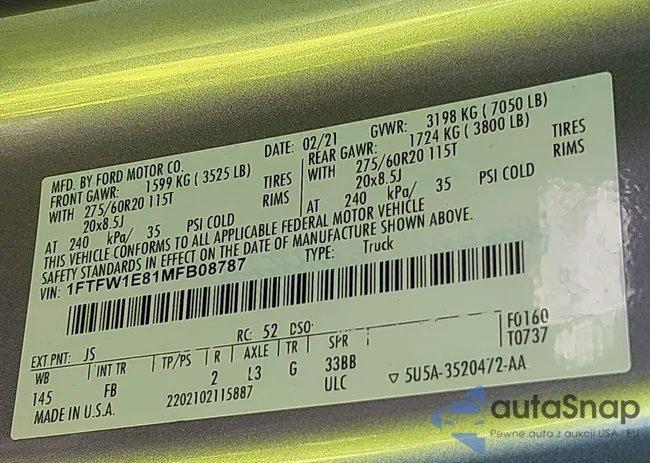 MFD. BY FORD MOTOR CO. DATE: 02/21 GVWR: 3198 KG ( 7050 LB)
FRONT GAWR: 1599 KG ( 3525 LB) REAR GAWR: 1724 KG ( 3800 LB)
WITH 275/60R20 115T TIRES WITH 275/60R20 115T TIRES
20x8.5J RIMS 20x8.5J RIMS
AT 240 kPa/ 35 PSI COLD AT 240 kPa/ 35 PSI COLD
THIS VEHICLE CONFORMS TO ALL APPLICABLE FEDERAL MOTOR VEHICLE
SAFETY STANDARDS IN EFFECT ON THE DATE OF MANUFACTURE SHOWN ABOVE.
VIN: 1FTFW1E81MFB08787 TYPE: Truck
EXT PNT: JS RC: 52 DSO: F0160
WB INT TR TP/PS R AXLE TR SPR T0737
145 FB 2 L3 G 33BB
ULC 5U5A-3520472-AA
MADE IN U.S.A. 2202102115887
autaSnap
Pewne auta z aukcji USA i EU